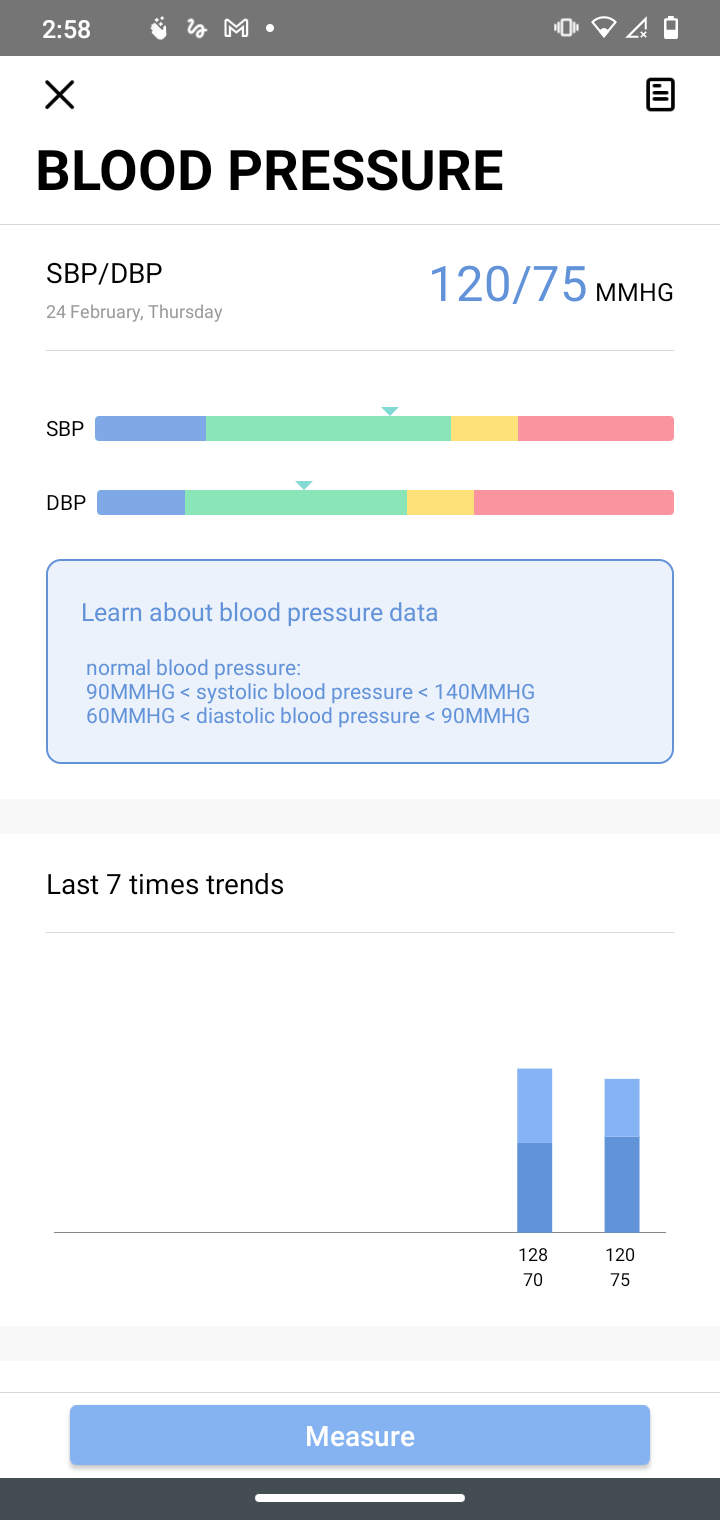 2:58
BLOOD PRESSURE
SBP/DBP
120/75 MMHG
24 February, Thursday
SBP
DBP
Learn about blood pressure data
normal blood pressure:
90MMHG < systolic blood pressure < 140MMHG
60MMHG < diastolic blood pressure < 90MMHG
Last 7 times trends
128 120
70 75
Measure